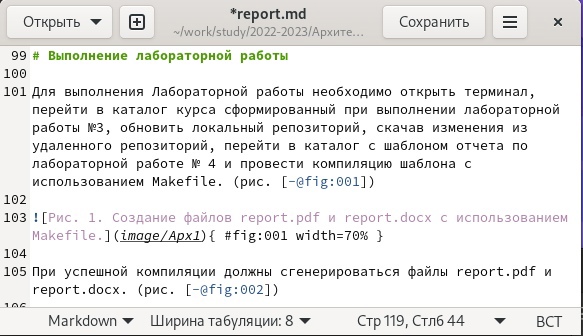 Открыть
*report.md
~/work/study/2022-2023/Архите…
Сохранить
99 # Выполнение лабораторной работы
100
101 Для выполнения Лабораторной работы необходимо открыть терминал,
перейти в каталог курса сформированный при выполнении лабораторной
работы №3, обновить локальный репозиторий, скачав изменения из
удаленного репозиторий, перейти в каталог с шаблоном отчета по
лабораторной работе № 4 и провести компиляцию шаблона с
использованием Makefile. (рис. [-@fig:001])
102
103 ![Рис. 1. Создание файлов report.pdf и report.docx с использованием
Makefile.](image/Арх1){ #fig:001 width=70% }
104
105 При успешной компиляции должны сгенерироваться файлы report.pdf и
report.docx. (рис. [-@fig:002])
Markdown Ширина табуляции: 8 Стр 119, Стлб 44 ВСТ